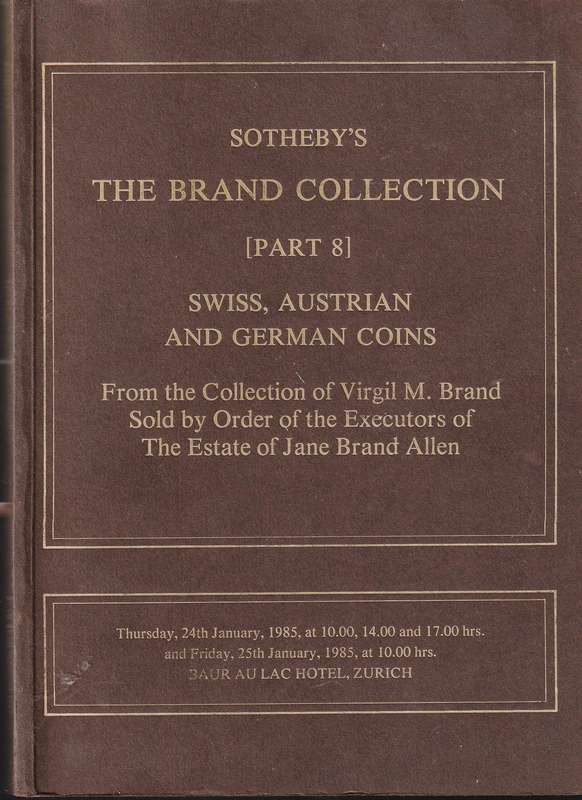 SOTHEBY'S
THE BRAND COLLECTION
[PART 8]
SWISS, AUSTRIAN
AND GERMAN COINS
From the Collection of Virgil M. Brand
Sold by Order of the Executors of
The Estate of Jane Brand Allen
Thursday, 24th January, 1985, at 10.00, 14.00 and 17.00 hrs.
and Friday, 25th January, 1985, at 10.00 hrs.
BAUR AU LAC HOTEL, ZURICH